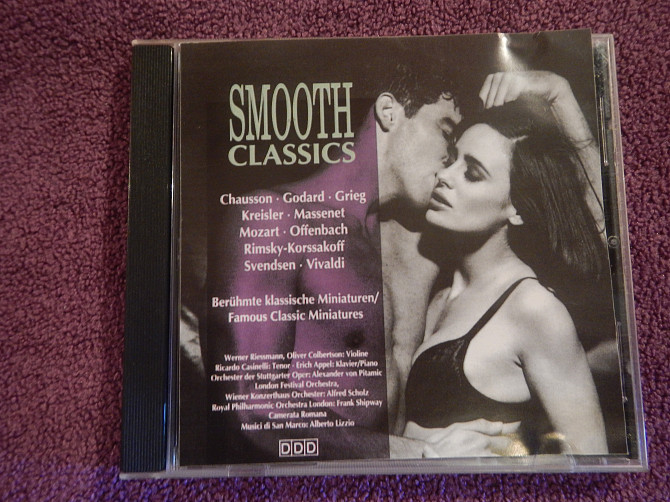 SMOOTH
CLASSICS
Chausson · Godard · Grieg
Kreisler · Massenet
Mozart · Offenbach
Rimsky-Korssakoff
Svendsen · Vivaldi
Berühmte klassische Miniaturen/
Famous Classic Miniatures
Werner Riessmann, Oliver Colbertson: Violine
Ricardo Casinelli: Tenor · Erich Appel: Klavier/Piano
Orchester der Stuttgarter Oper: Alexander von Pitamic
London Festival Orchestra,
Wiener Konzerthaus Orchester: Alfred Scholz
Royal Philharmonic Orchestra London: Frank Shipway
Camerata Romana
Musici di San Marco: Alberto Lizzio
DDD